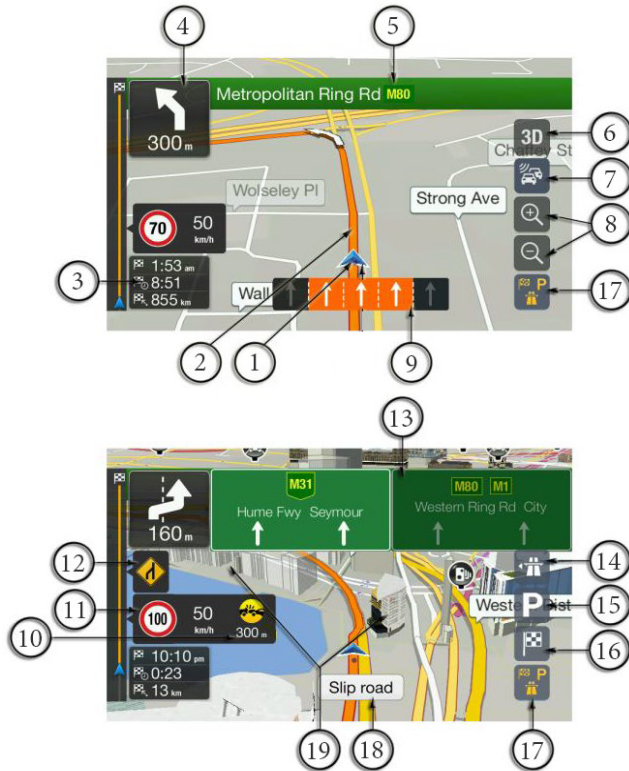 4
5
Metropolitan Ring Rd M80
300 m
3D
6
Chaffey St
7
Wolseley Pl
Strong Ave
8
70
50
km/h
3
1:53 am
8:51
855 km
Wall
17
2
1
9
13
M31
Hume Fwy Seymour
M80 M1
Western Ring Rd City
160 m
14
12
11
100
50
km/h
300 m
P
15
10
10:10 pm
0:23
13 km
16
P
Slip road
19
18
17